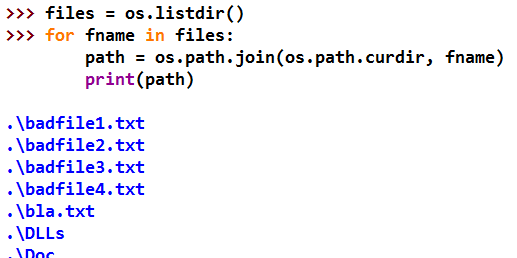 >>> files = os.listdir()
>>> for fname in files:
        path = os.path.join(os.path.curdir, fname)
        print(path)

.\badfile1.txt
.\badfile2.txt
.\badfile3.txt
.\badfile4.txt
.\bla.txt
.\DLLs
.\Doc